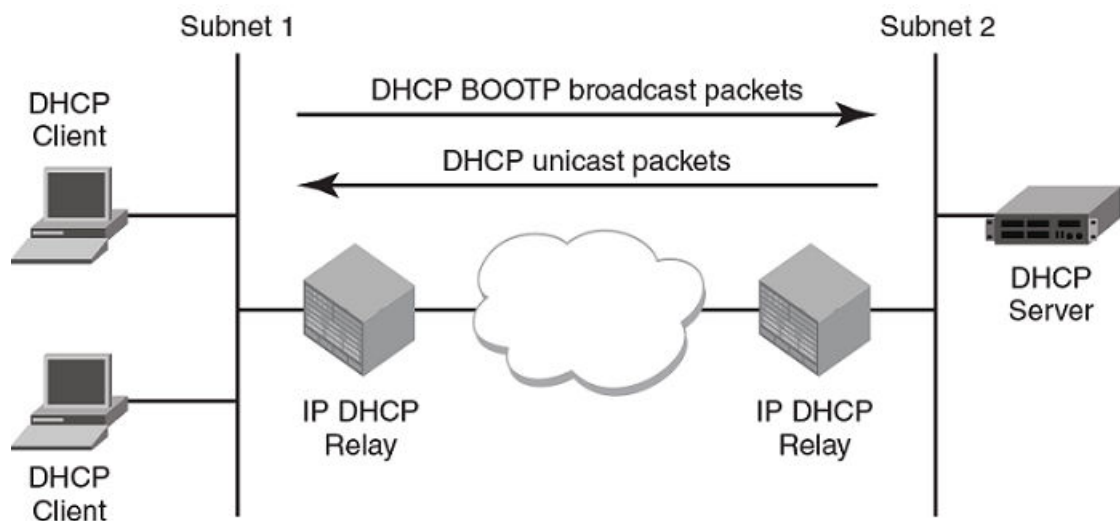 Subnet 1
Subnet 2
DHCP BOOTP broadcast packets
DHCP
Client
DHCP unicast packets
DHCP
Server
IP DHCP
Relay
IP DHCP
Relay
DHCP
Client